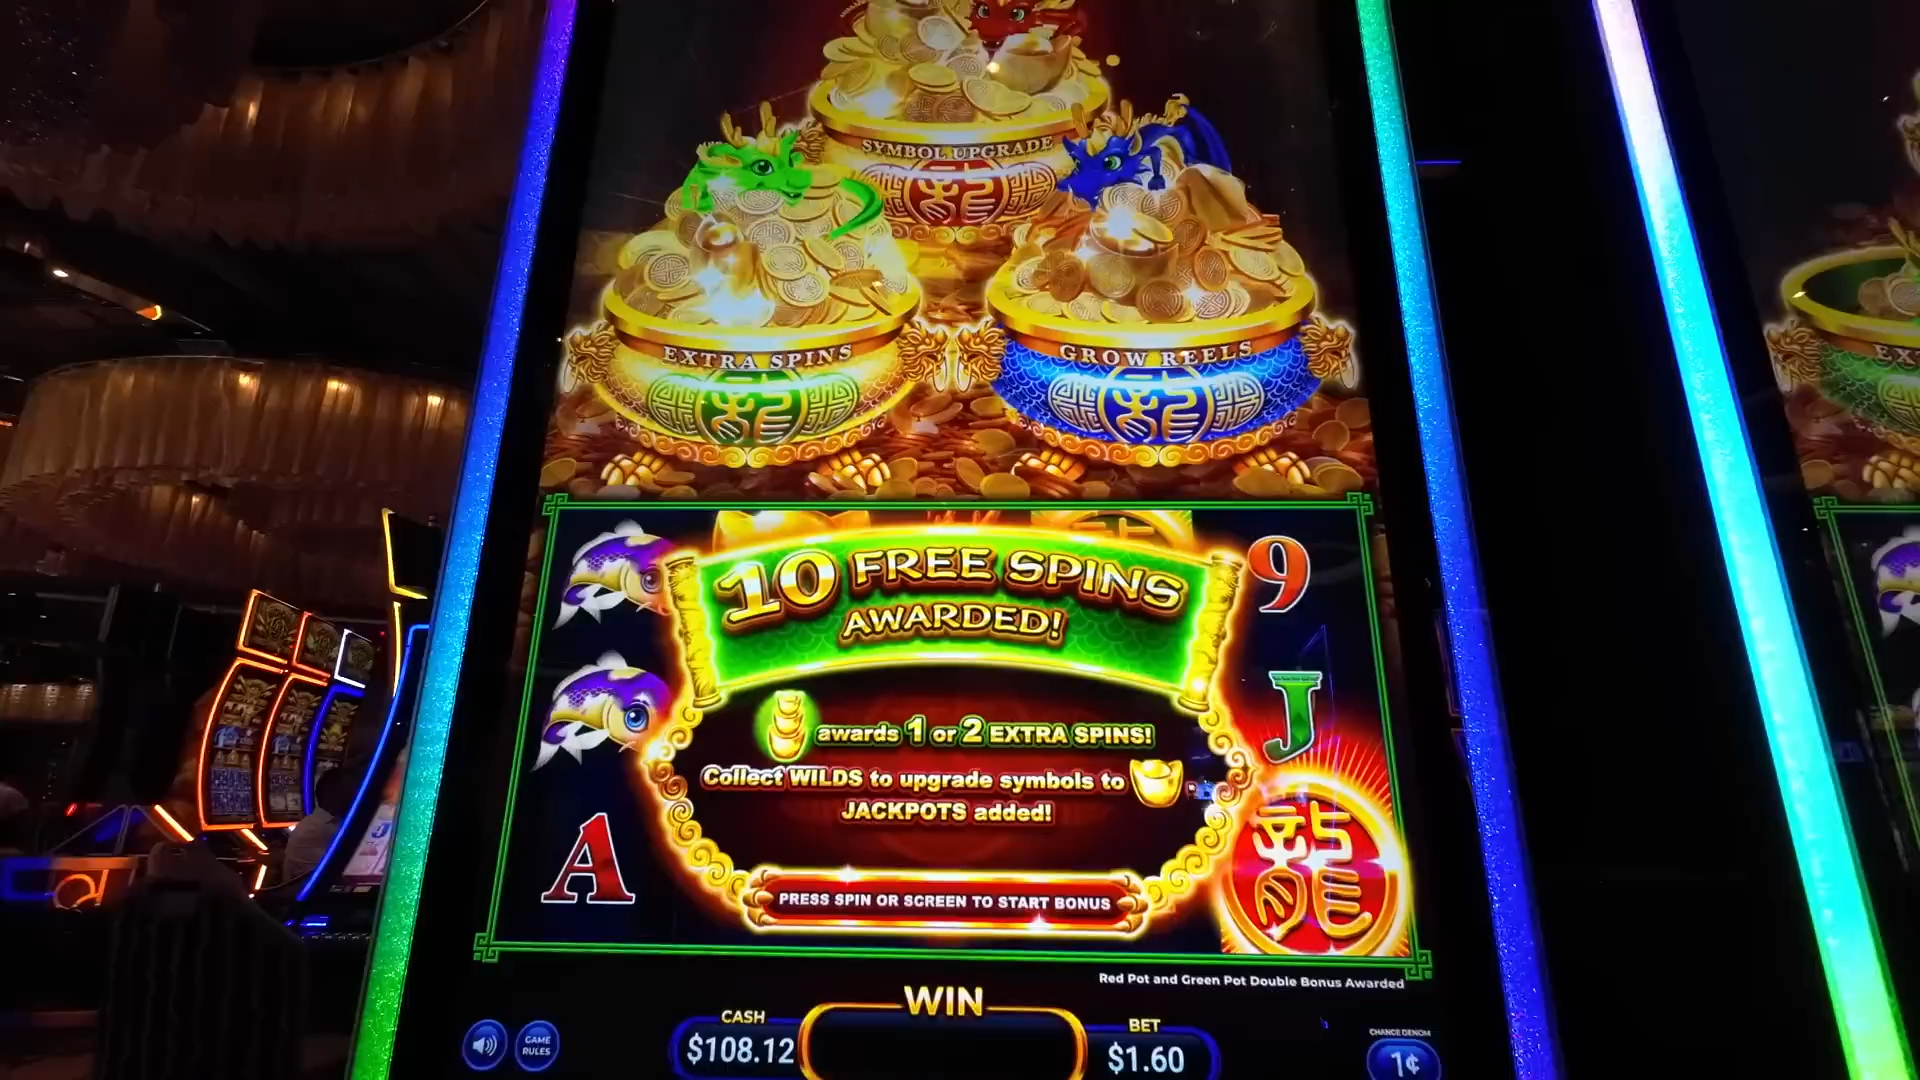 SYMBOL UPGRADE
EXTRA SPINS
GROW REELS
10 FREE SPINS
AWARDED!
awards 1 or 2 EXTRA SPINS!
Collect WILDS to upgrade symbols to
JACKPOTS added!
PRESS SPIN OR SCREEN TO START BONUS
9
J
A
龍
Red Pot and Green Pot Double Bonus Awarded
WIN
CASH
$108.12
BET
$1.60
GAME
RULES
CHANGE DENOM
1¢